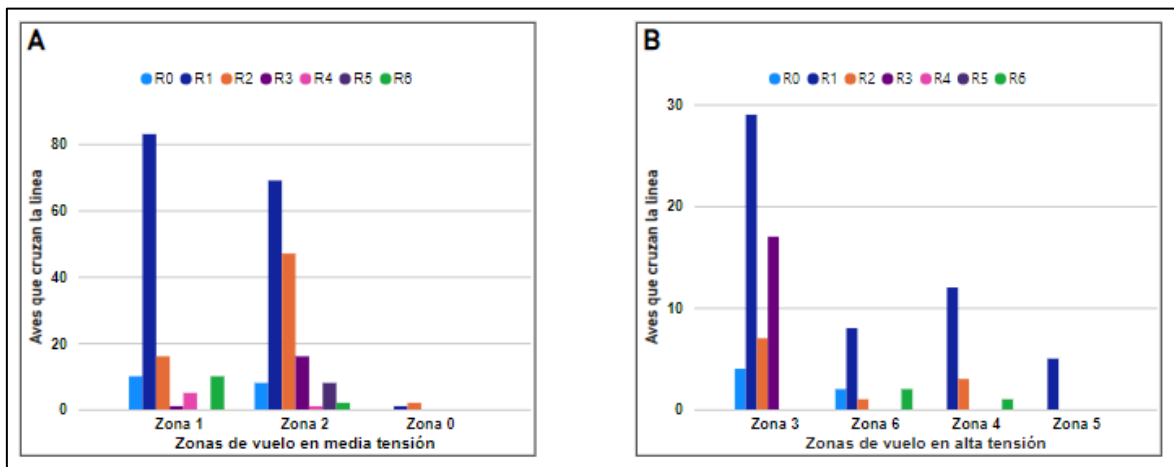 A
R0 R1 R2 R3 R4 R5 R6
Aves que cruzan la linea
80
60
40
20
0
Zona 1 Zona 2 Zona 0
Zonas de vuelo en media tensión
B
R0 R1 R2 R3 R4 R5 R6
Aves que cruzan la linea
30
20
10
0
Zona 3 Zona 6 Zona 4 Zona 5
Zonas de vuelo en alta tensión